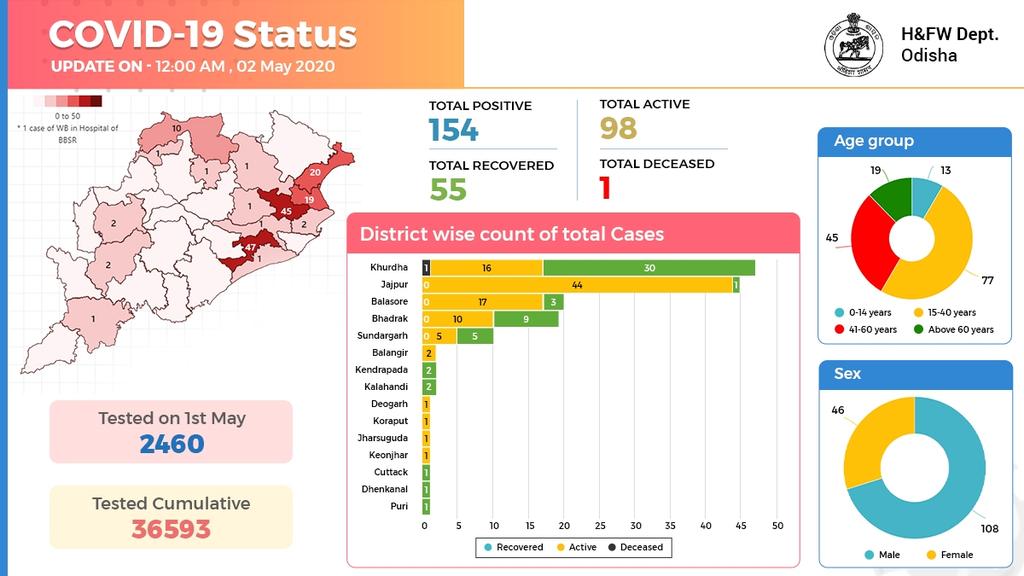 COVID-19 Status
UPDATE ON - 12:00 AM , 02 May 2020
H&FW Dept.
Odisha
0 to 50
* 1 case of WB in Hospital of
BBSR
10
1
1
1
20
19
1
45
2
1
2
47
1
2
1
TOTAL POSITIVE
154
TOTAL ACTIVE
98
TOTAL RECOVERED
55
TOTAL DECEASED
1
Tested on 1st May
2460
Tested Cumulative
36593
District wise count of total Cases
Khurdha 1 16 30
Jajpur 0 44 1
Balasore 0 17 3
Bhadrak 0 10 9
Sundargarh 0 5 5
Balangir 2
Kendrapada 2
Kalahandi 2
Deogarh 1
Koraput 1
Jharsuguda 1
Keonjhar 1
Cuttack 1
Dhenkanal 1
Puri 1
0 5 10 15 20 25 30 35 40 45 50
Recovered Active Deceased
Age group
19 13
45
77
0-14 years 15-40 years
41-60 years Above 60 years
Sex
46
108
Male Female